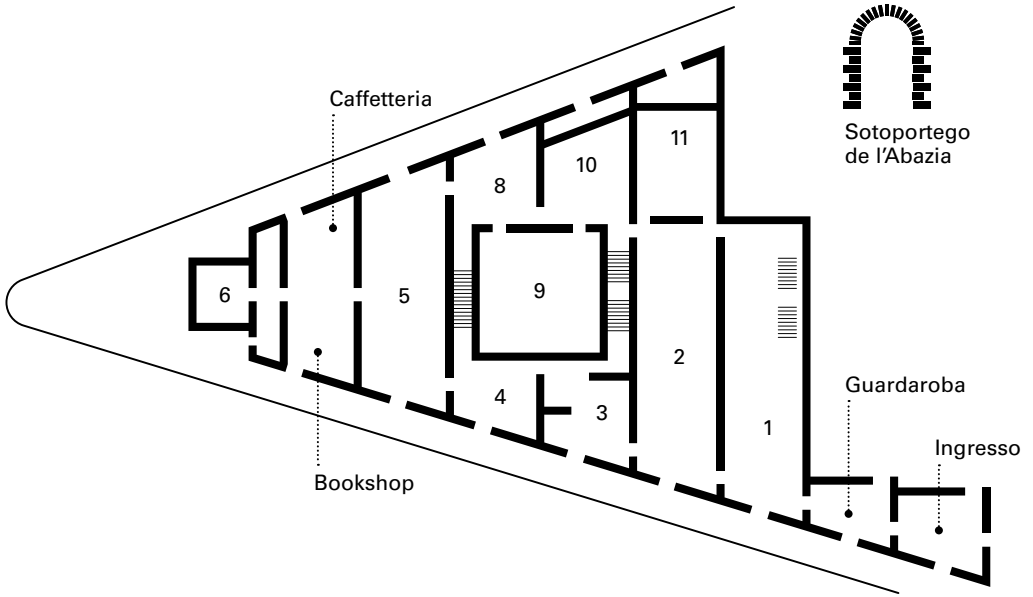 Caffetteria
Sotoportego
de l'Abazia
11
10
8
6
5
9
2
Guardaroba
4
3
1
Ingresso
Bookshop